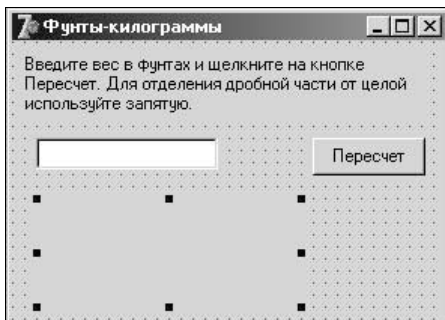 Фунты-килограммы
Введите вес в фунтах и щелкните на кнопке
Пересчет. Для отделения дробной части от целой
используйте запятую.
Пересчет